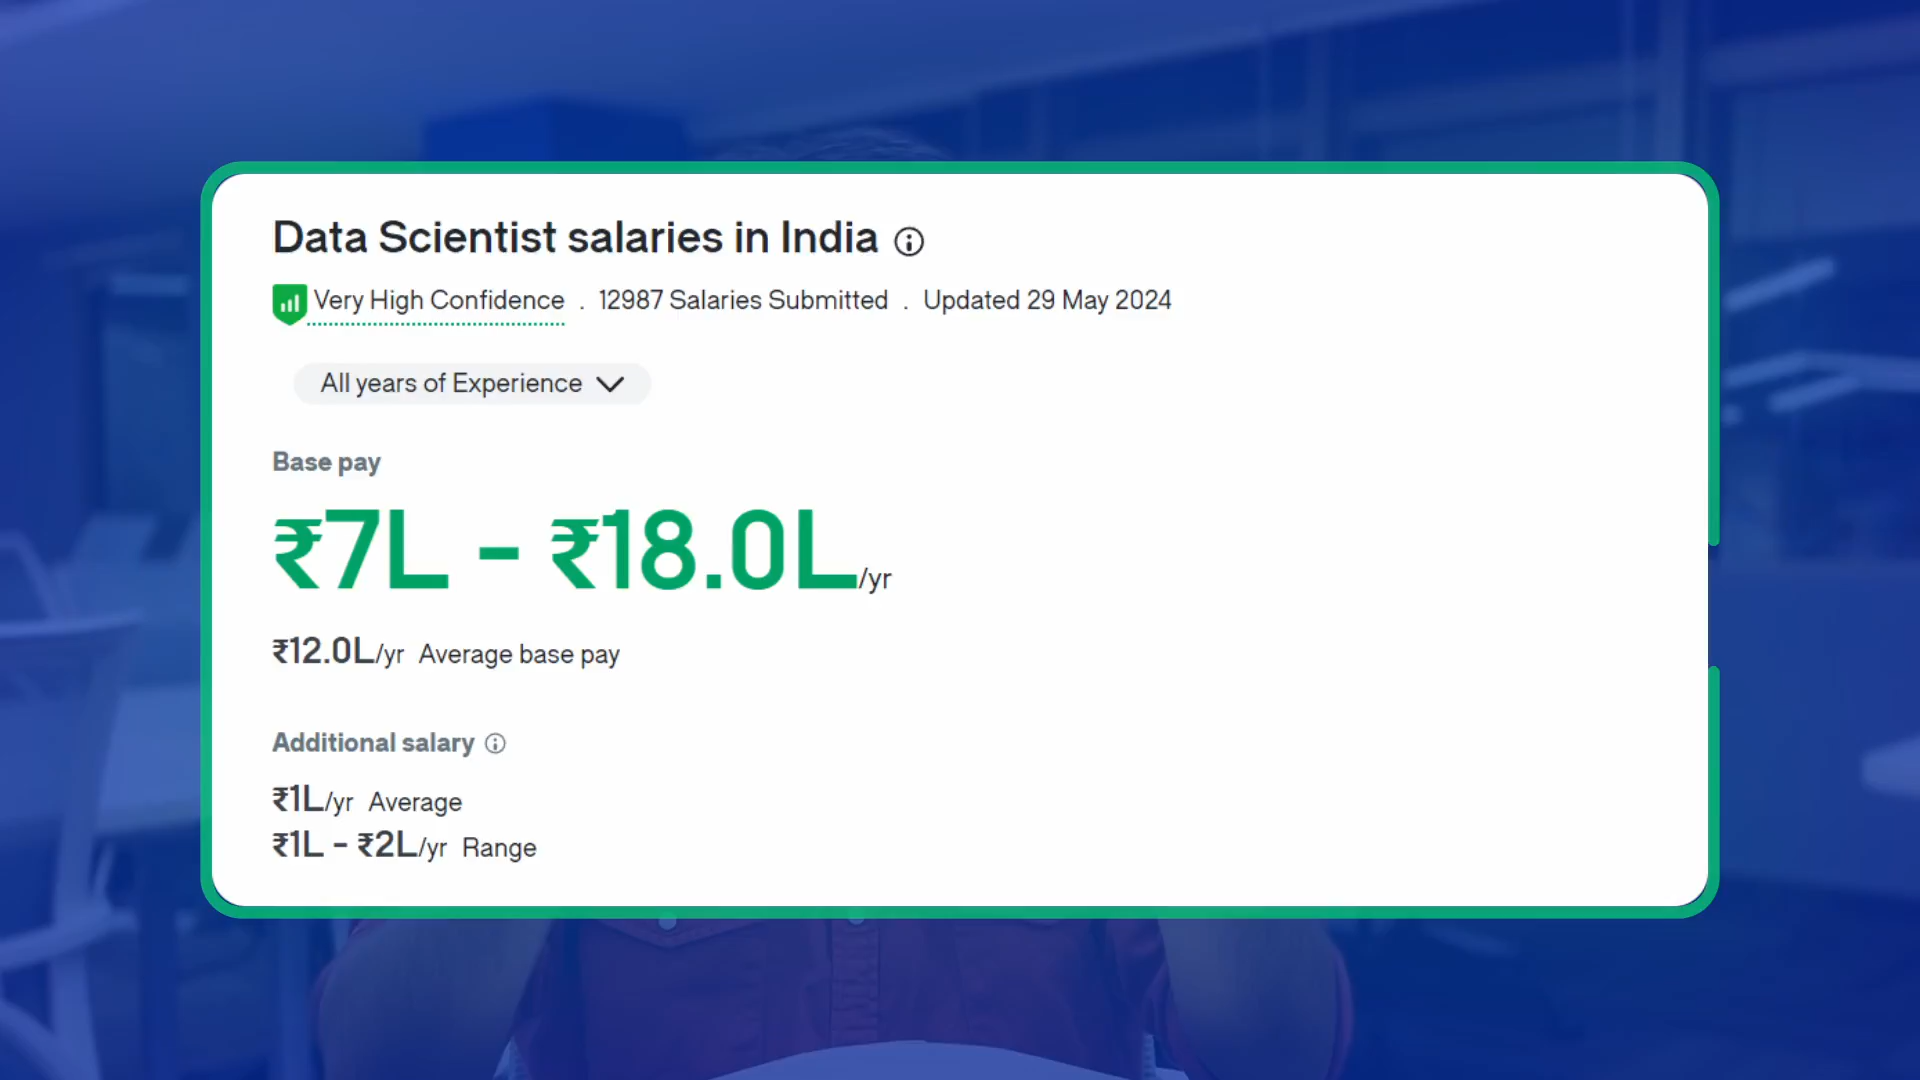 Data Scientist salaries in India
Very High Confidence . 12987 Salaries Submitted . Updated 29 May 2024
All years of Experience
Base pay
₹7L - ₹18.0L/yr
₹12.0L/yr Average base pay
Additional salary
₹1L/yr Average
₹1L - ₹2L/yr Range